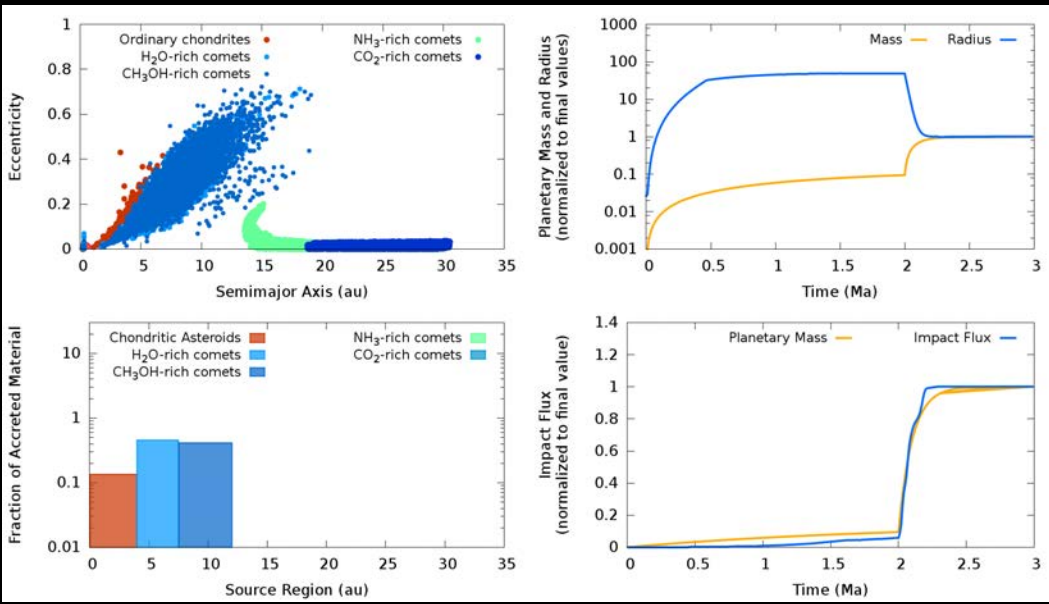 1
0.8
0.6
0.4
0.2
0
Eccentricity
Ordinary chondrites
H₂O-rich comets
CH₃OH-rich comets
NH₃-rich comets
CO₂-rich comets
0 5 10 15 20 25 30 35
Semimajor Axis (au)
1000
100
10
1
0.1
0.01
0.001
Planetary Mass and Radius
(normalized to final values)
Mass
Radius
0 0.5 1 1.5 2 2.5 3
Time (Ma)
10
1
0.1
0.01
Fraction of Accreted Material
Chondritic Asteroids
H₂O-rich comets
CH₃OH-rich comets
NH₃-rich comets
CO₂-rich comets
0 5 10 15 20 25 30 35
Source Region (au)
1.4
1.2
1
0.8
0.6
0.4
0.2
0
Impact Flux
(normalized to final value)
Planetary Mass
Impact Flux
0 0.5 1 1.5 2 2.5 3
Time (Ma)